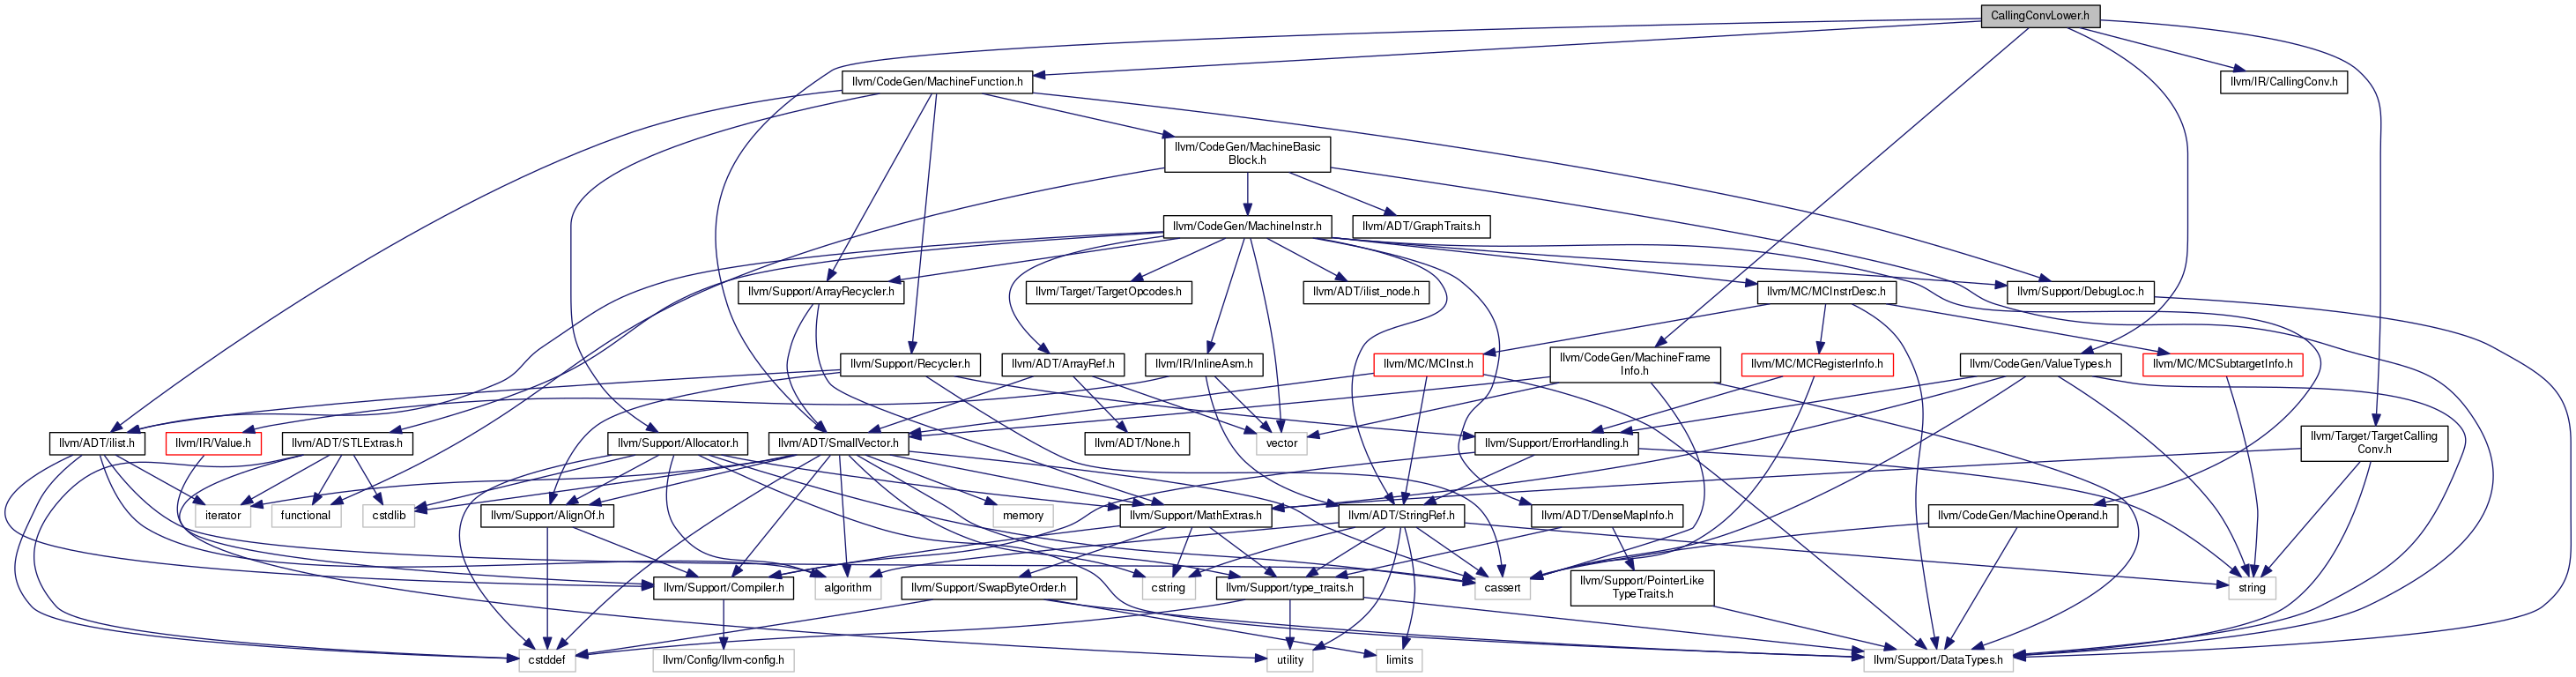 CallingConvLower.h
llvm/CodeGen/MachineFunction.h
llvm/IR/CallingConv.h
llvm/CodeGen/MachineBasic
Block.h
llvm/CodeGen/MachineInstr.h
llvm/ADT/GraphTraits.h
llvm/Support/ArrayRecycler.h
llvm/Target/TargetOpcodes.h
llvm/ADT/ilist_node.h
llvm/MC/MCInstrDesc.h
llvm/Support/DebugLoc.h
llvm/Support/Recycler.h
llvm/ADT/ArrayRef.h
llvm/IR/InlineAsm.h
llvm/MC/MCInst.h
llvm/CodeGen/MachineFrame
Info.h
llvm/MC/MCRegisterInfo.h
llvm/CodeGen/ValueTypes.h
llvm/MC/MCSubtargetInfo.h
llvm/ADT/ilist.h
llvm/IR/Value.h
llvm/ADT/STLExtras.h
llvm/Support/Allocator.h
llvm/ADT/SmallVector.h
llvm/ADT/None.h
vector
llvm/Support/ErrorHandling.h
llvm/Target/TargetCalling
Conv.h
iterator
functional
cstdlib
llvm/Support/AlignOf.h
memory
llvm/Support/MathExtras.h
llvm/ADT/StringRef.h
llvm/ADT/DenseMapInfo.h
llvm/CodeGen/MachineOperand.h
llvm/Support/Compiler.h
algorithm
llvm/Support/SwapByteOrder.h
cstring
llvm/Support/type_traits.h
cassert
llvm/Support/PointerLike
TypeTraits.h
string
cstddef
llvm/Config/llvm-config.h
utility
limits
llvm/Support/DataTypes.h